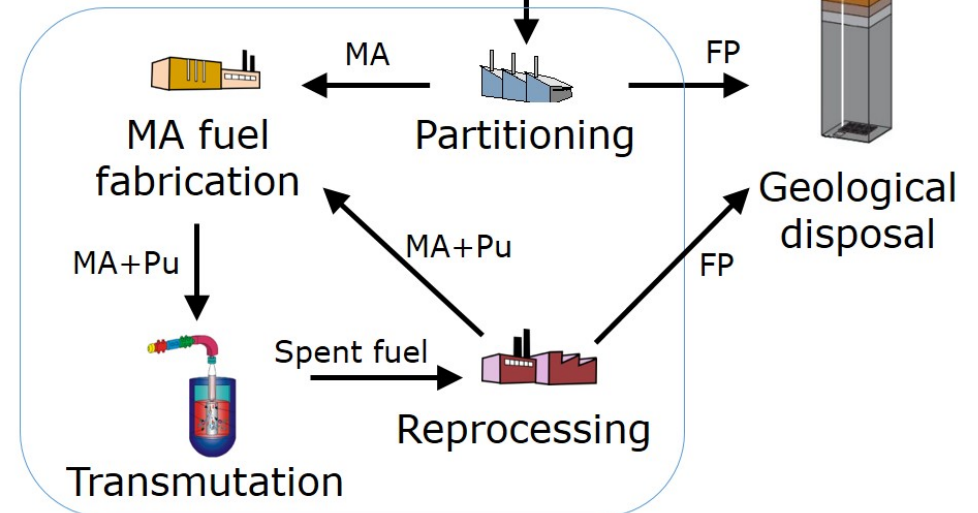 MA
FP
MA fuel
fabrication
Partitioning
Geological
disposal
MA+Pu
MA+Pu
FP
Spent fuel
Reprocessing
Transmutation